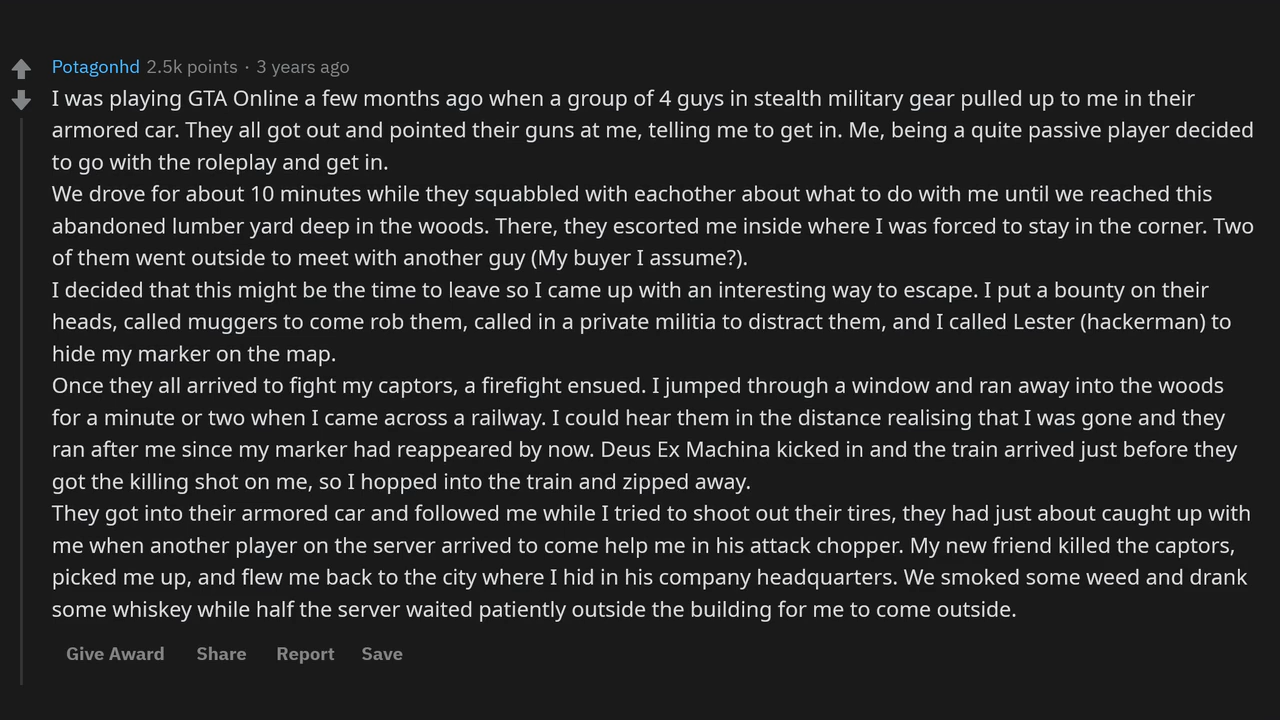 Potagonhd 2.5k points · 3 years ago
I was playing GTA Online a few months ago when a group of 4 guys in stealth military gear pulled up to me in their
armored car. They all got out and pointed their guns at me, telling me to get in. Me, being a quite passive player decided
to go with the roleplay and get in.
We drove for about 10 minutes while they squabbled with eachother about what to do with me until we reached this
abandoned lumber yard deep in the woods. There, they escorted me inside where I was forced to stay in the corner. Two
of them went outside to meet with another guy (My buyer I assume?).
I decided that this might be the time to leave so I came up with an interesting way to escape. I put a bounty on their
heads, called muggers to come rob them, called in a private militia to distract them, and I called Lester (hackerman) to
hide my marker on the map.
Once they all arrived to fight my captors, a firefight ensued. I jumped through a window and ran away into the woods
for a minute or two when I came across a railway. I could hear them in the distance realising that I was gone and they
ran after me since my marker had reappeared by now. Deus Ex Machina kicked in and the train arrived just before they
got the killing shot on me, so I hopped into the train and zipped away.
They got into their armored car and followed me while I tried to shoot out their tires, they had just about caught up with
me when another player on the server arrived to come help me in his attack chopper. My new friend killed the captors,
picked me up, and flew me back to the city where I hid in his company headquarters. We smoked some weed and drank
some whiskey while half the server waited patiently outside the building for me to come outside.
Give Award Share Report Save